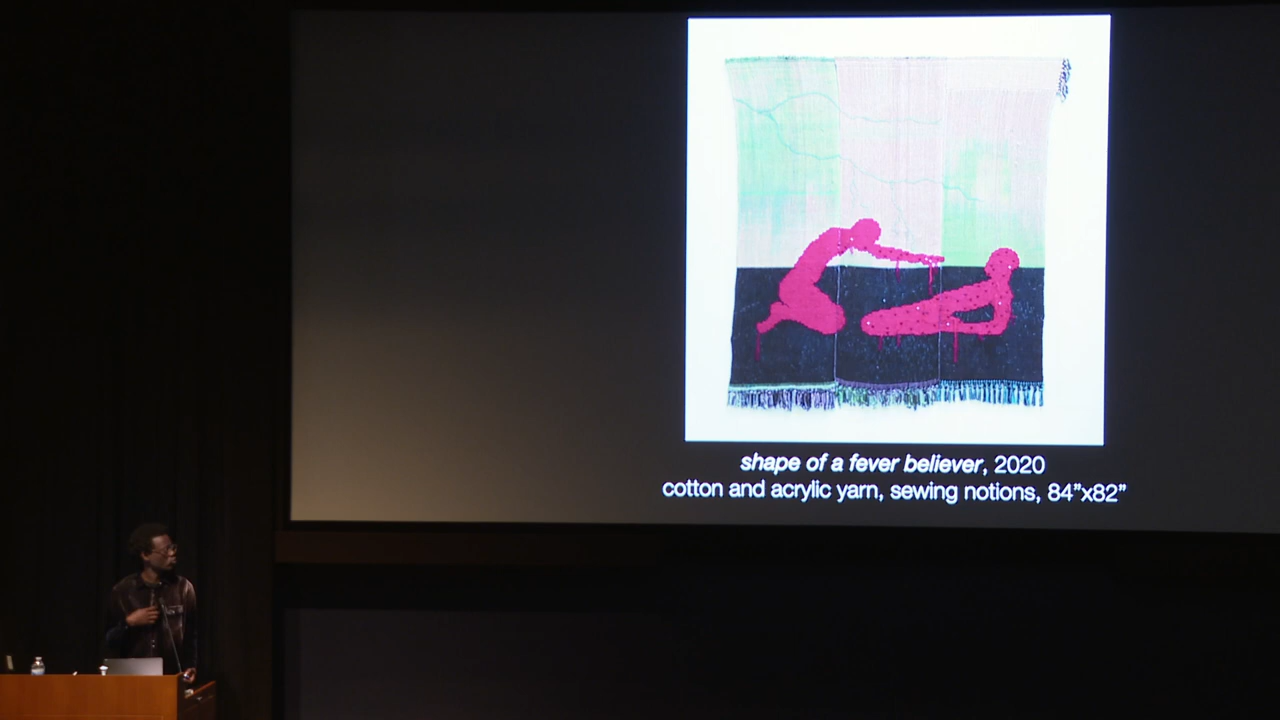 shape of a fever believer, 2020
cotton and acrylic yarn, sewing notions, 84”x82”